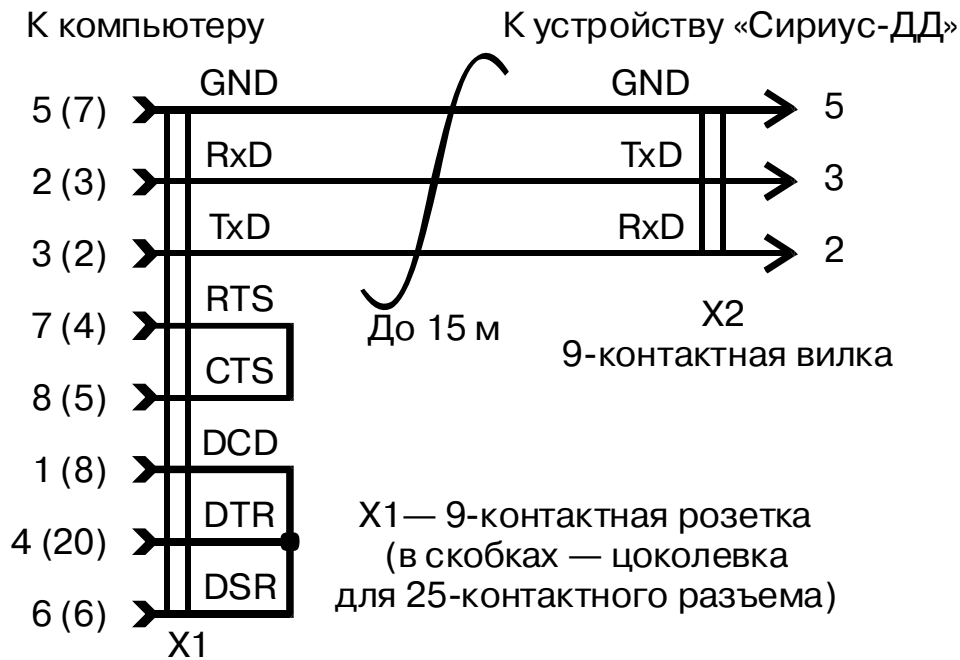 К компьютеру
К устройству «Сириус-ДД»
5 (7) GND GND 5
2 (3) RxD TxD 3
3 (2) TxD RxD 2
7 (4) RTS
До 15 м
X2
9-контактная вилка
8 (5) CTS
1 (8) DCD
4 (20) DTR
6 (6) DSR
X1— 9-контактная розетка
(в скобках — цоколевка
для 25-контактного разъема)
X1